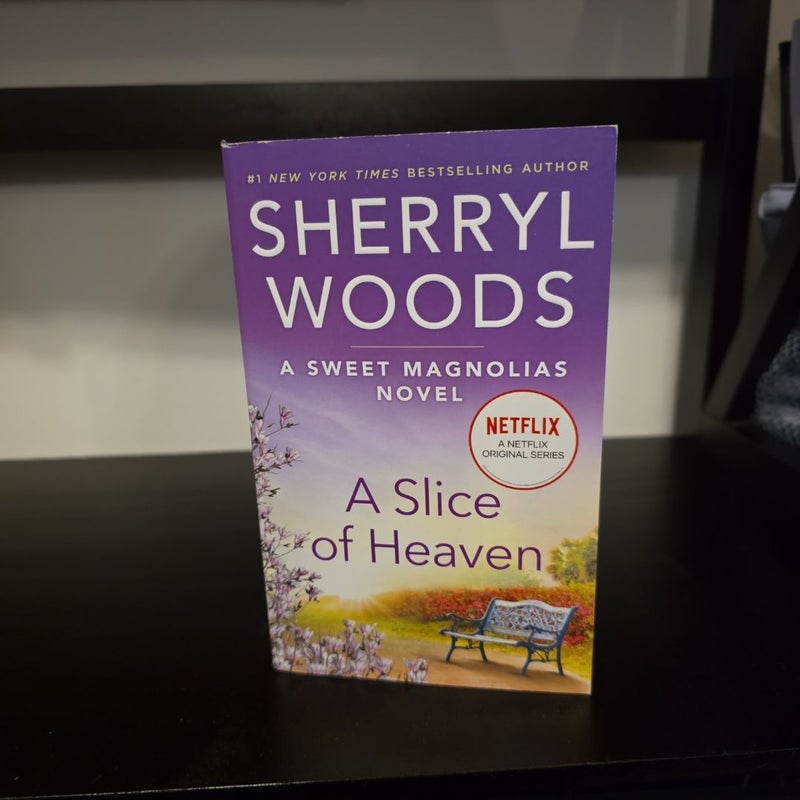 #1 NEW YORK TIMES BESTSELLING AUTHOR
SHERRYL
WOODS
A SWEET MAGNOLIAS
NOVEL
NETFLIX
A NETFLIX
ORIGINAL SERIES
A Slice
of Heaven